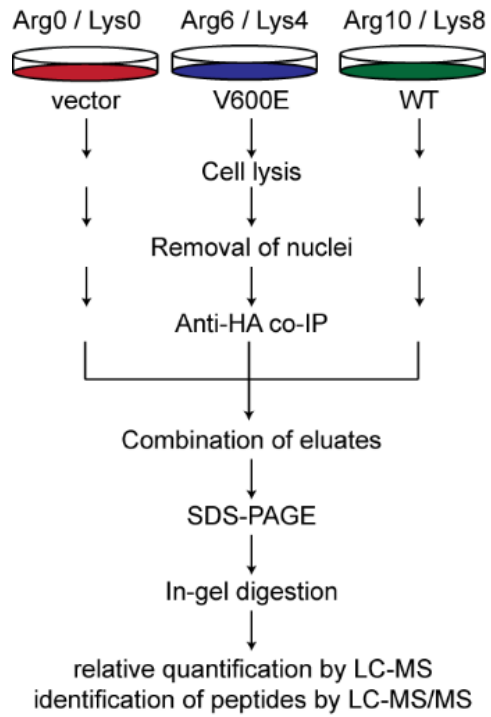 Arg0 / Lys0 Arg6 / Lys4 Arg10 / Lys8
vector V600E WT
Cell lysis
Removal of nuclei
Anti-HA co-IP
Combination of eluates
SDS-PAGE
In-gel digestion
relative quantification by LC-MS
identification of peptides by LC-MS/MS